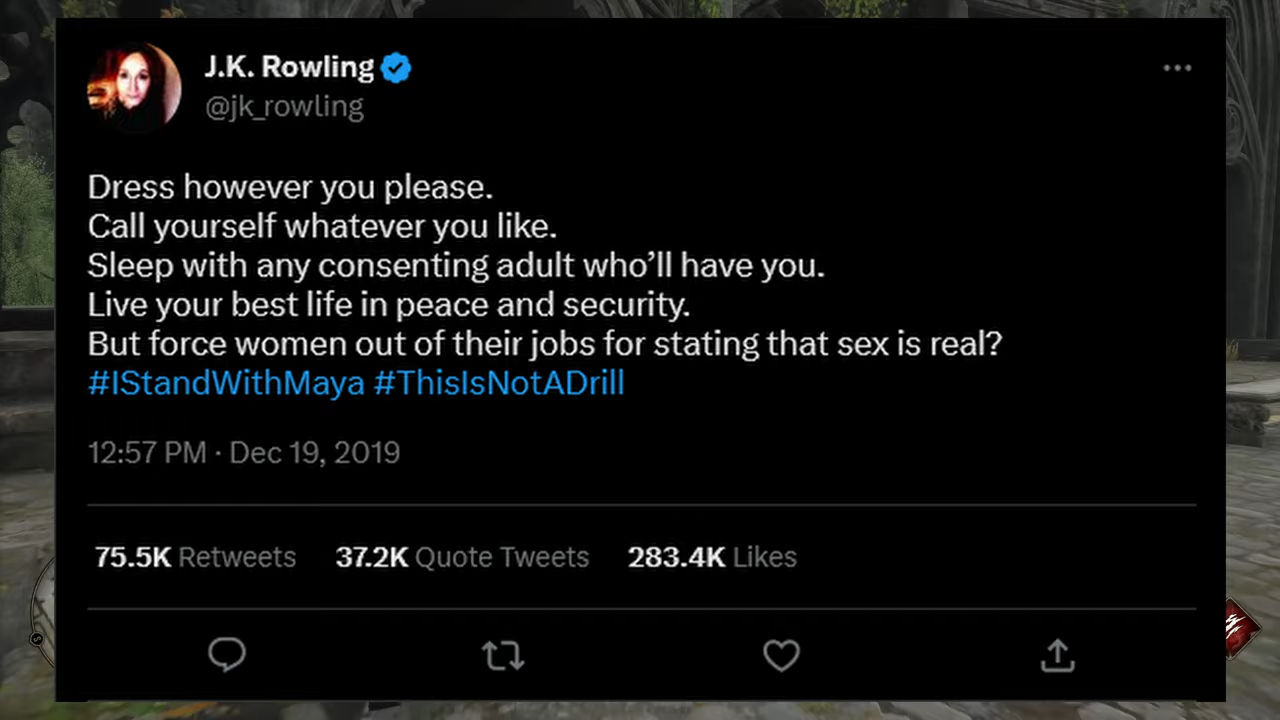 J.K. Rowling
@jk_rowling
Dress however you please.
Call yourself whatever you like.
Sleep with any consenting adult who’ll have you.
Live your best life in peace and security.
But force women out of their jobs for stating that sex is real?
#IStandWithMaya #ThisIsNotADrill
12:57 PM · Dec 19, 2019
75.5K Retweets 37.2K Quote Tweets 283.4K Likes